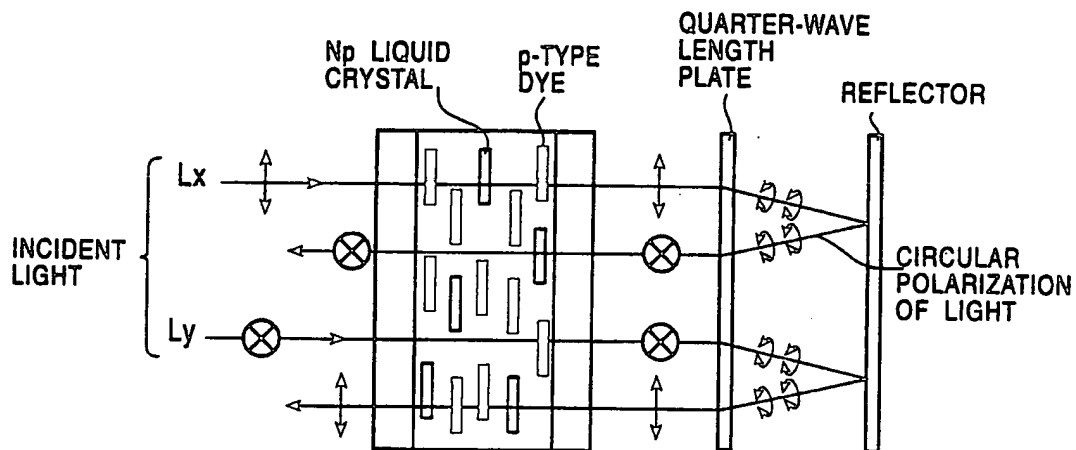 QUARTER-WAVE
LENGTH
PLATE
Np LIQUID
CRYSTAL
p-TYPE
DYE
REFLECTOR
Lx
INCIDENT
LIGHT
Ly
CIRCULAR
POLARIZATION
OF LIGHT